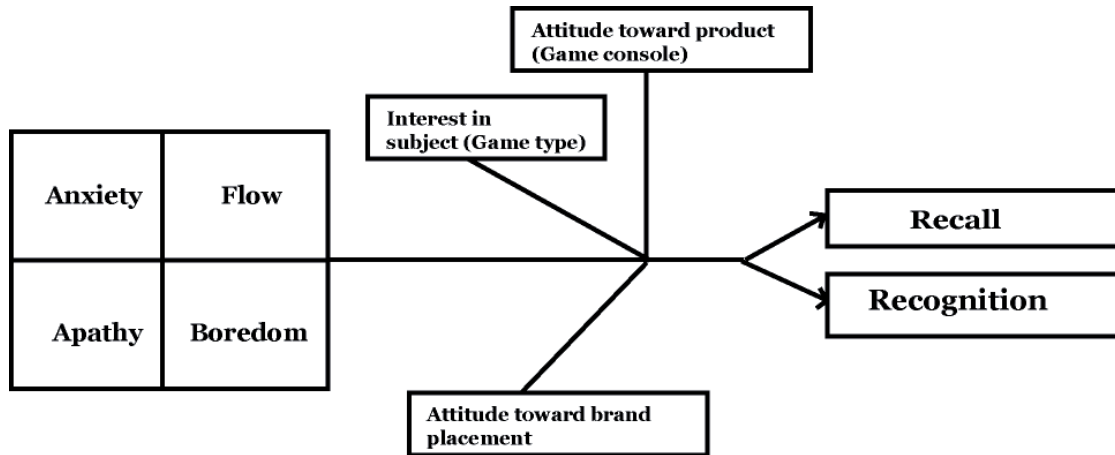 Attitude toward product
(Game console)
Interest in
subject (Game type)
Anxiety
Flow
Apathy
Boredom
Recall
Recognition
Attitude toward brand
placement